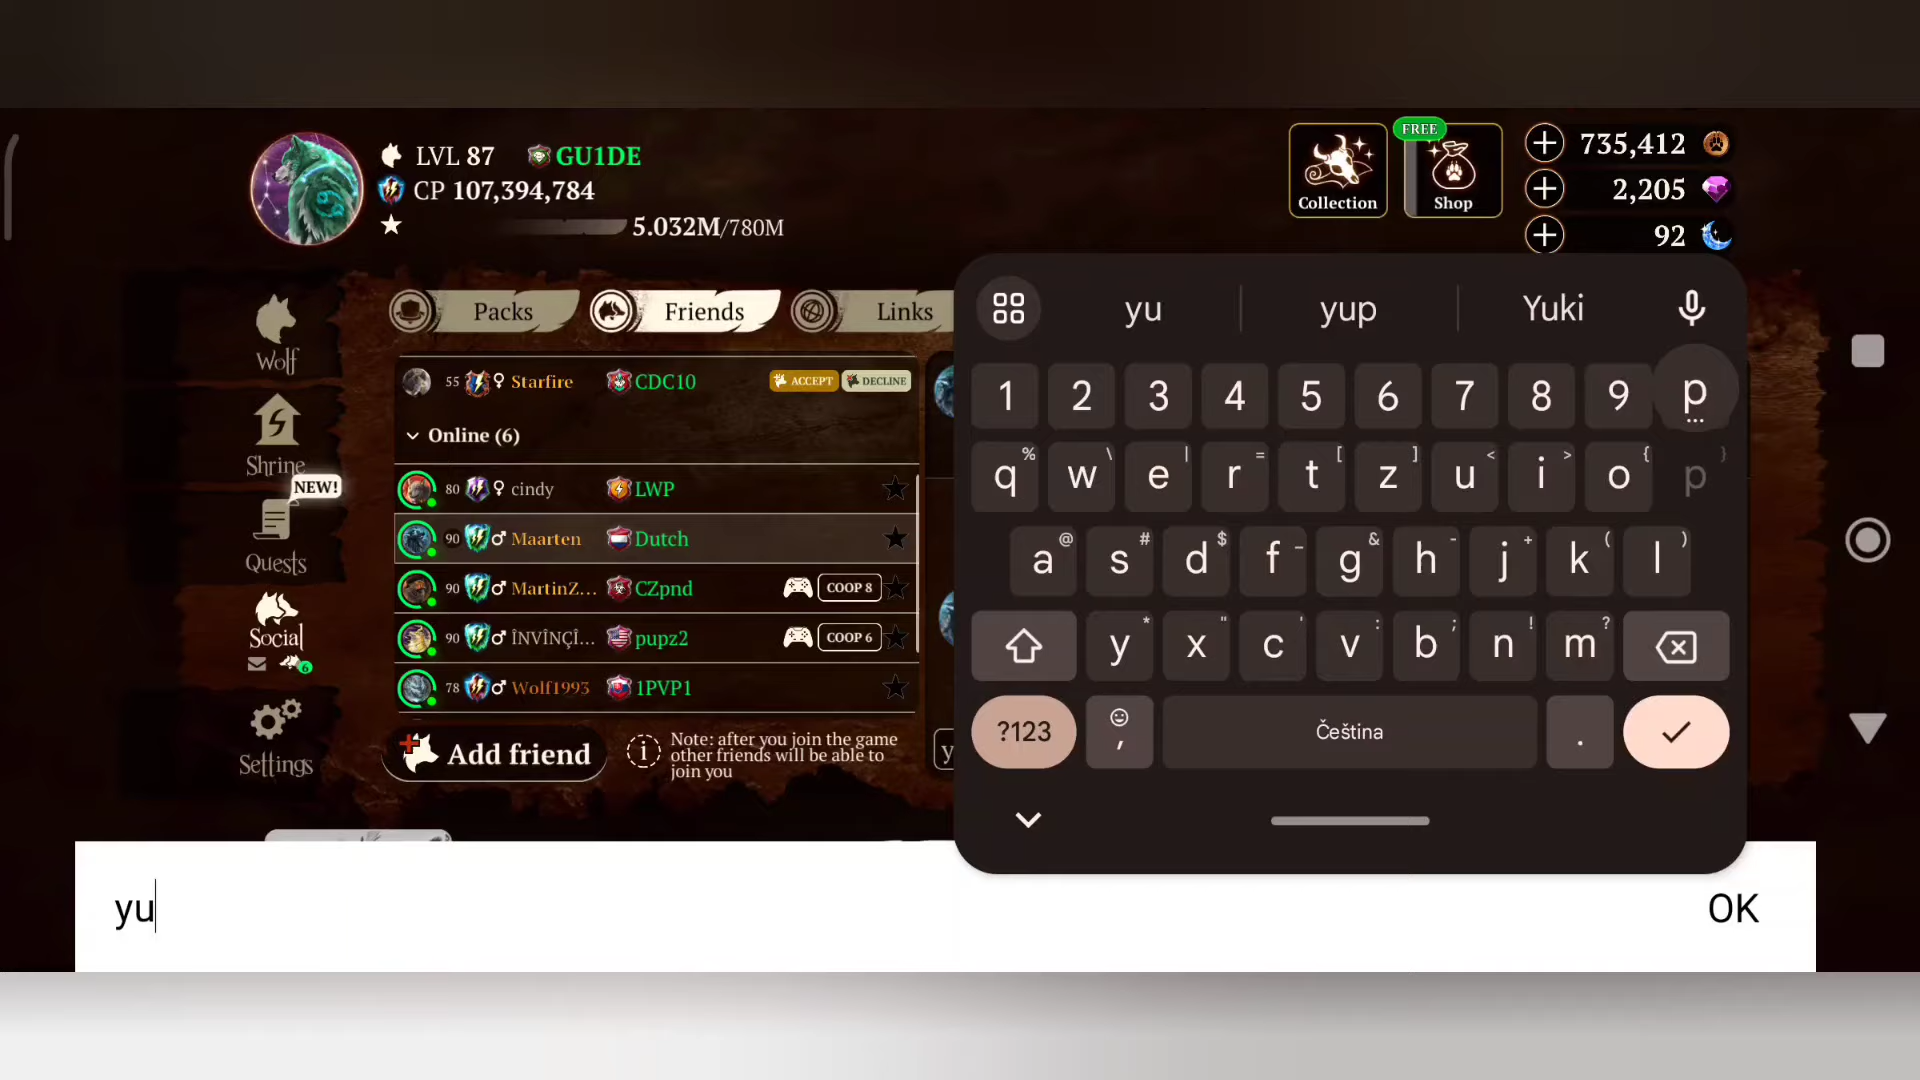 LVL 87 GU1DE
CP 107,394,784
5.032M/780M
Collection
FREE
Shop
735,412
2,205
92
Wolf
Shrine
NEW!
Quests
Social
6
Settings
Packs Friends Links
55 Starfire CDC10 ACCEPT DECLINE
Online (6)
80 cindy LWP
90 Maarten Dutch
90 MartinZ... CZpnd COOP 8
90 ÎNVÎNÇÎ... pupz2 COOP 6
78 Wolf1993 1PVP1
Add friend
Note: after you join the game
other friends will be able to
join you
y
yu yup Yuki
1 2 3 4 5 6 7 8 9 p ...
% \ | = [ ] < > { }
q w e r t z u i o p
@ # $ _ & - + ( )
a s d f g h j k l
* " ' : ; ! ?
y x c v b n m
?123 , Čeština .
yu OK